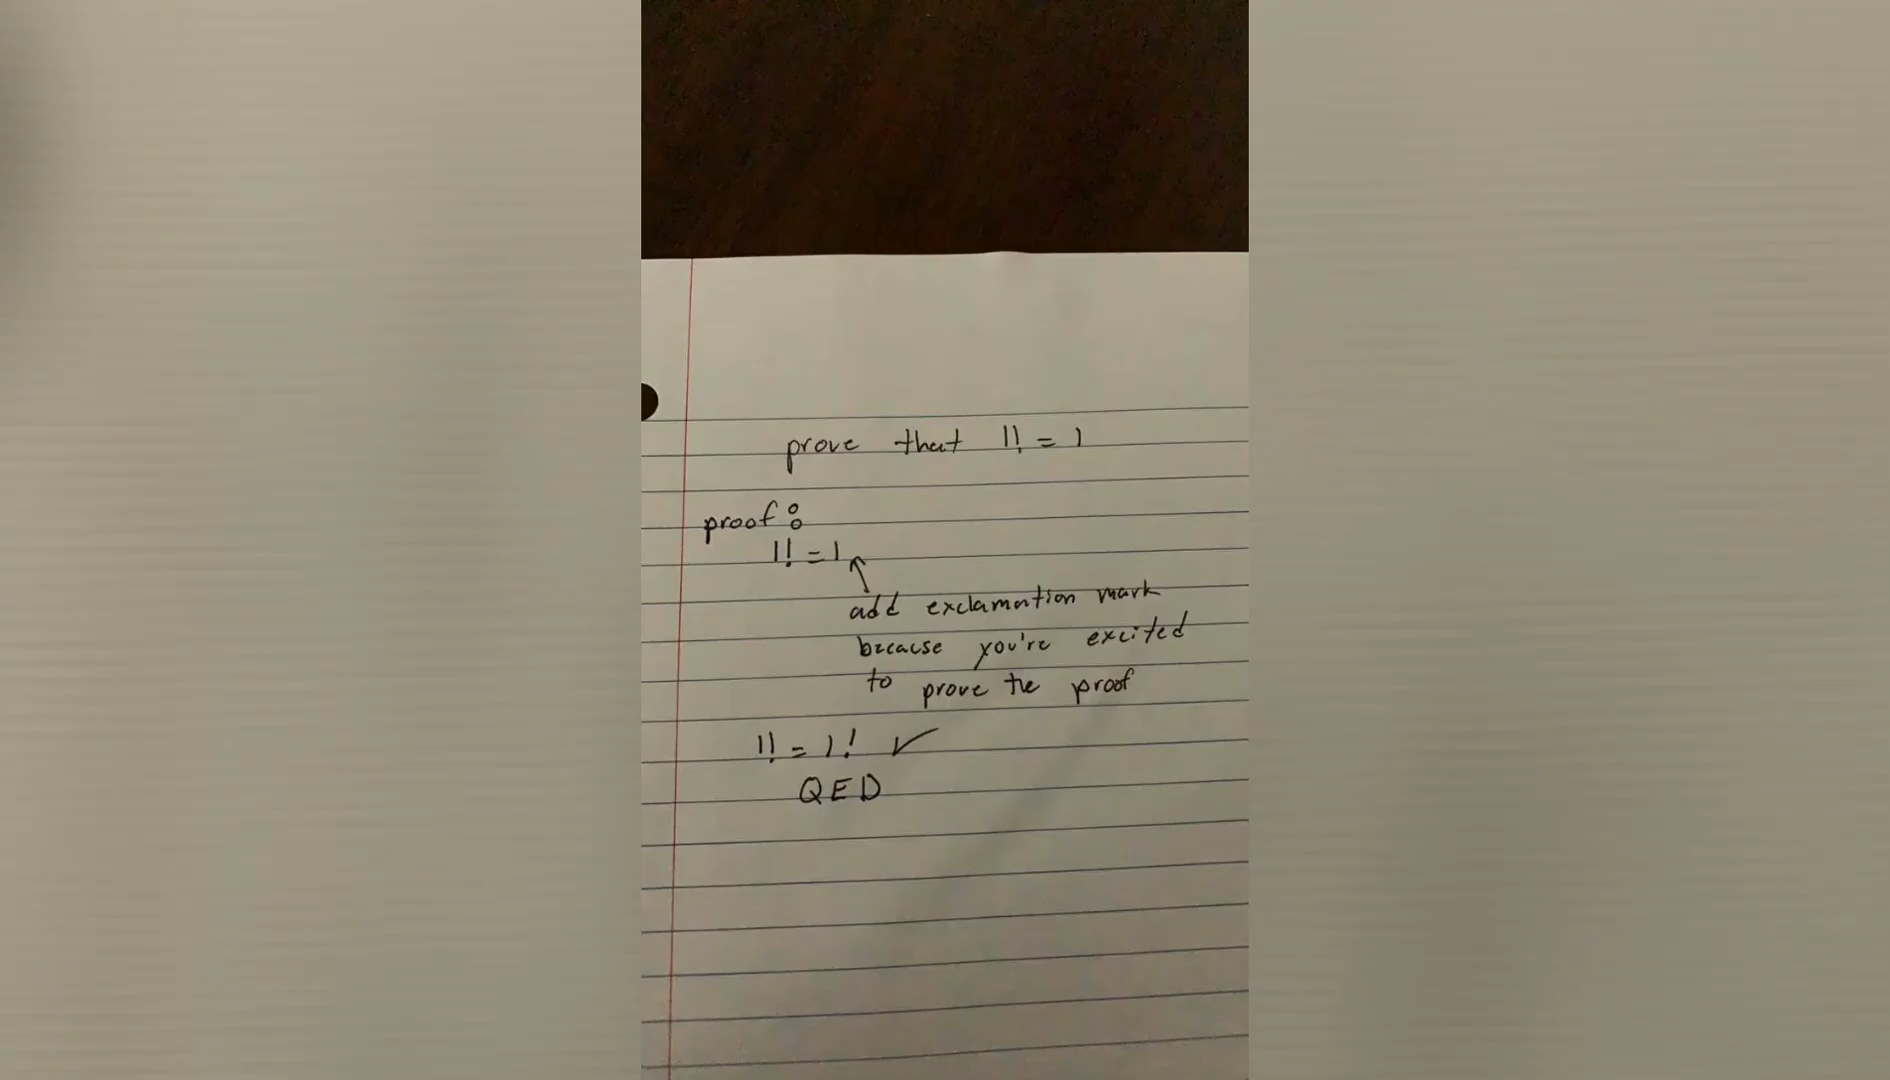 prove that 1! = 1
proof:
1! = 1
add exclamation mark
because you're excited
to prove the proof
1! = 1! ✓
QED